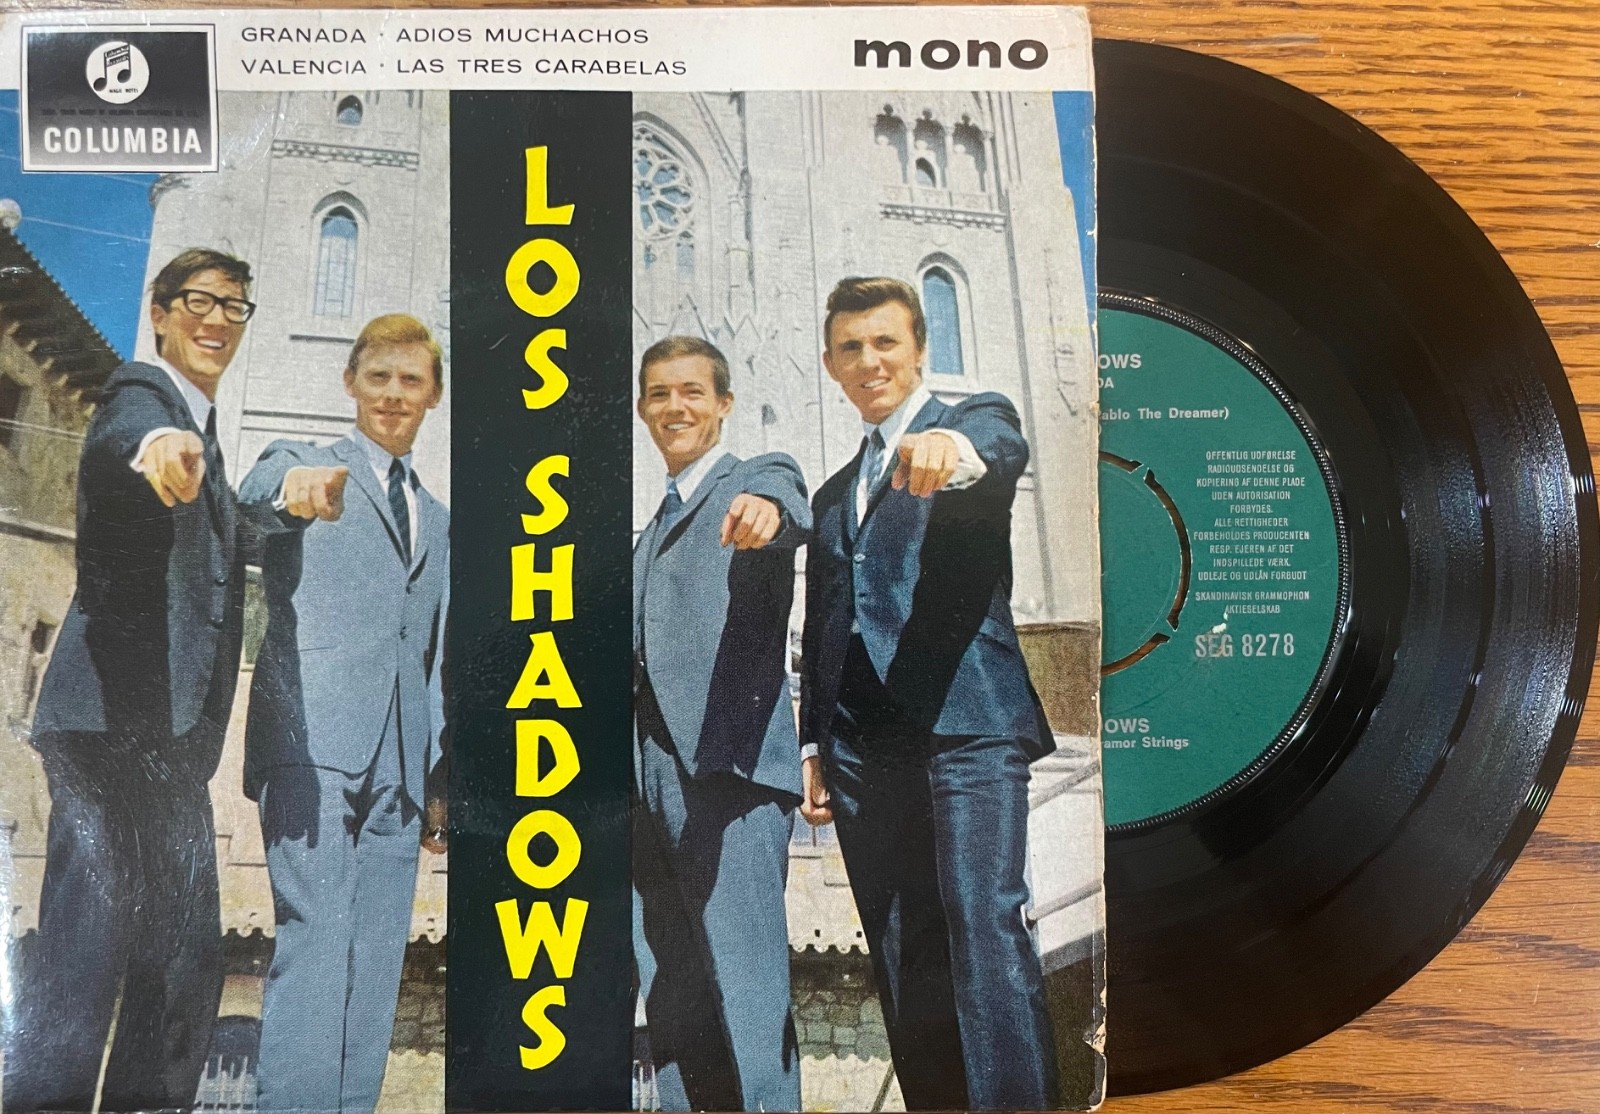 GRANADA · ADIOS MUCHACHOS
VALENCIA · LAS TRES CARABELAS
mono
MAGIC NOTES
COLUMBIA
LOS SHADOWS
OWS
DA
ablo The Dreamer)
OFFENTLIG UDFØRELSE
RADIOUDSENDELSE OG
KOPIERING AF DENNE PLADE
UDEN AUTORISATION
FORBYDES.
ALLE RETTIGHEDER
FORBEHOLDES PRODUCENTEN
RESP. EJEREN AF DET
INDSPILLEDE VÆRK.
UDLEJE OG UDLÅN FORBUDT
SKANDINAVISK GRAMMOPHON
AKTIESELSKAB
SEG 8278
OWS
ramor Strings